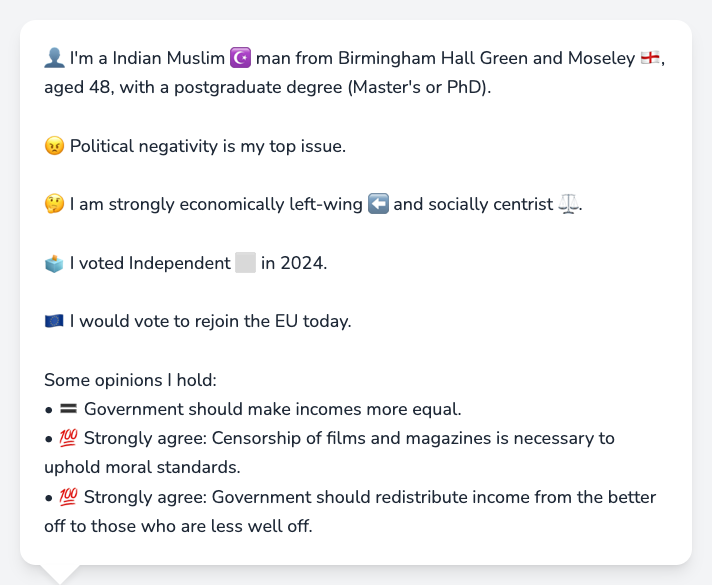 👤 I'm a Indian Muslim ☪️ man from Birmingham Hall Green and Moseley 🏴󠁧󠁢󠁥󠁮󠁧󠁿,
aged 48, with a postgraduate degree (Master's or PhD).
😠 Political negativity is my top issue.
🤔 I am strongly economically left-wing ⬅️ and socially centrist ⚖️.
🗳️ I voted Independent ⬜ in 2024.
🇪🇺 I would vote to rejoin the EU today.
Some opinions I hold:
• 🟰 Government should make incomes more equal.
• 💯 Strongly agree: Censorship of films and magazines is necessary to
uphold moral standards.
• 💯 Strongly agree: Government should redistribute income from the better
off to those who are less well off.